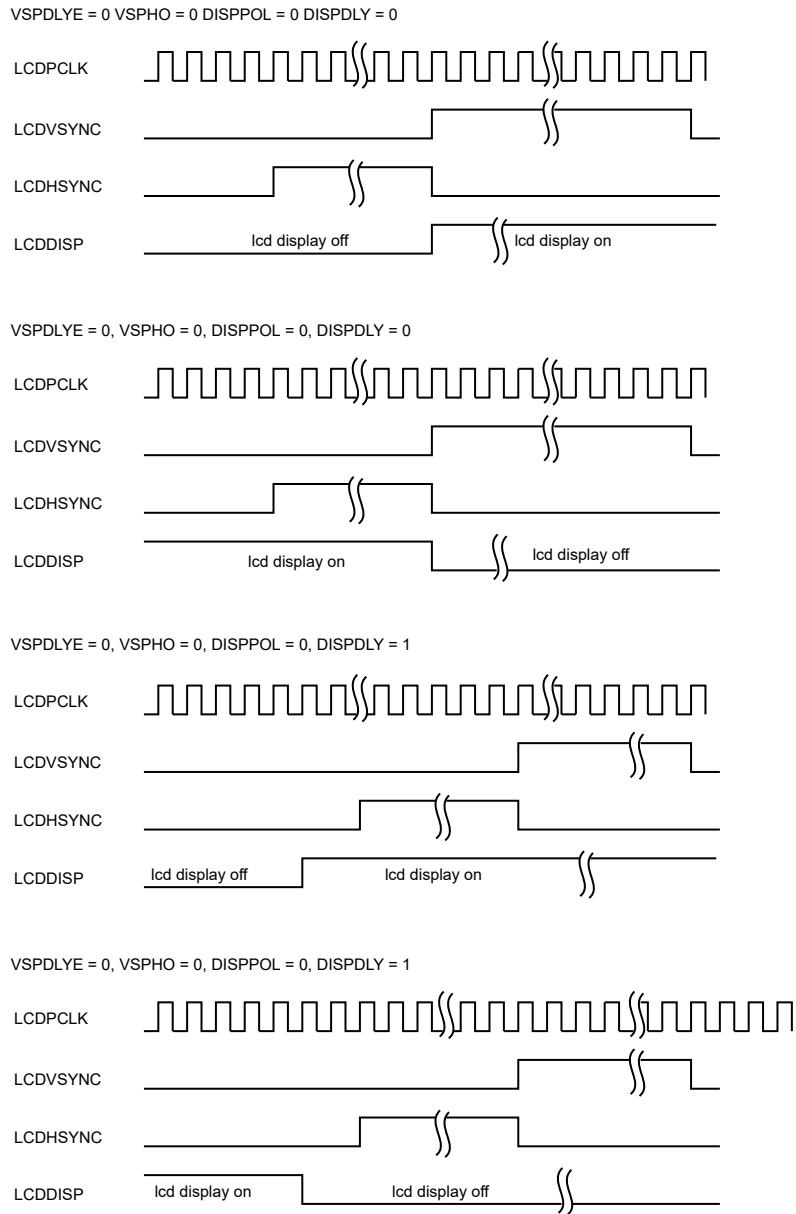 VSPDLYE = 0 VSPHO = 0 DISPPOL = 0 DISPDLY = 0
LCDPCLK
LCDVSYNC
LCDHSYNC
LCDDISP
lcd display off
lcd display on
VSPDLYE = 0, VSPHO = 0, DISPPOL = 0, DISPDLY = 0
LCDPCLK
LCDVSYNC
LCDHSYNC
LCDDISP
lcd display on
lcd display off
VSPDLYE = 0, VSPHO = 0, DISPPOL = 0, DISPDLY = 1
LCDPCLK
LCDVSYNC
LCDHSYNC
LCDDISP
lcd display off
lcd display on
VSPDLYE = 0, VSPHO = 0, DISPPOL = 0, DISPDLY = 1
LCDPCLK
LCDVSYNC
LCDHSYNC
LCDDISP
lcd display on
lcd display off